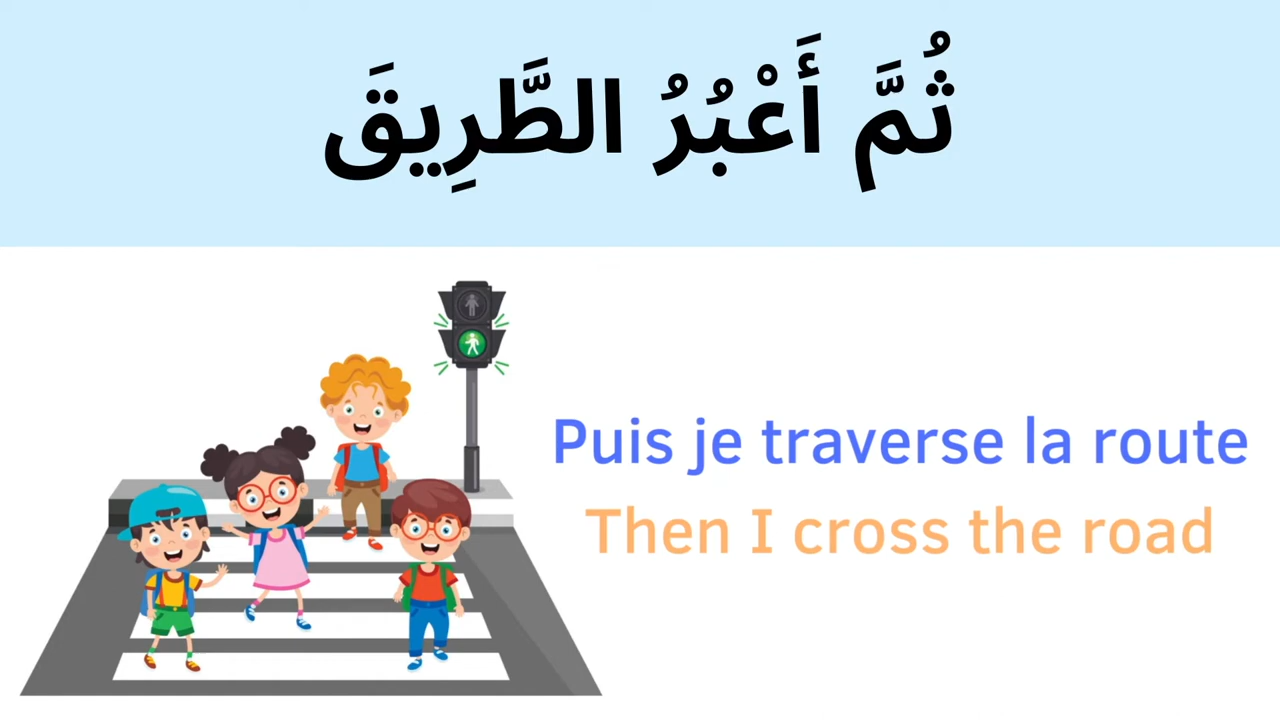 ثُمَّ أَعْبُرُ الطَّرِيقَ
Puis je traverse la route
Then I cross the road